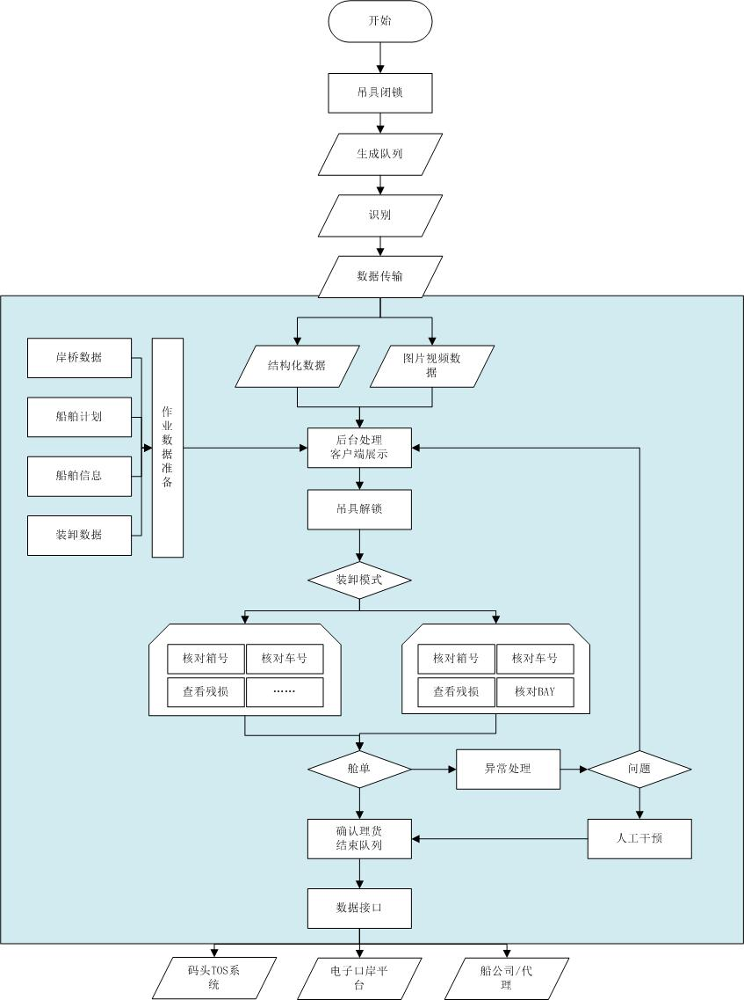 开始
吊具闭锁
生成队列
识别
数据传输
结构化数据
图片视频数
据
岸桥数据
船舶计划
船舶信息
装卸数据
作
业
数
据
准
备
后台处理
客户端展示
吊具解锁
装卸模式
核对箱号
核对车号
查看残损
……
核对箱号
核对车号
查看残损
核对BAY
舱单
异常处理
问题
确认理货
结束队列
人工干预
数据接口
码头TOS系
统
电子口岸平
台
船公司/代
理